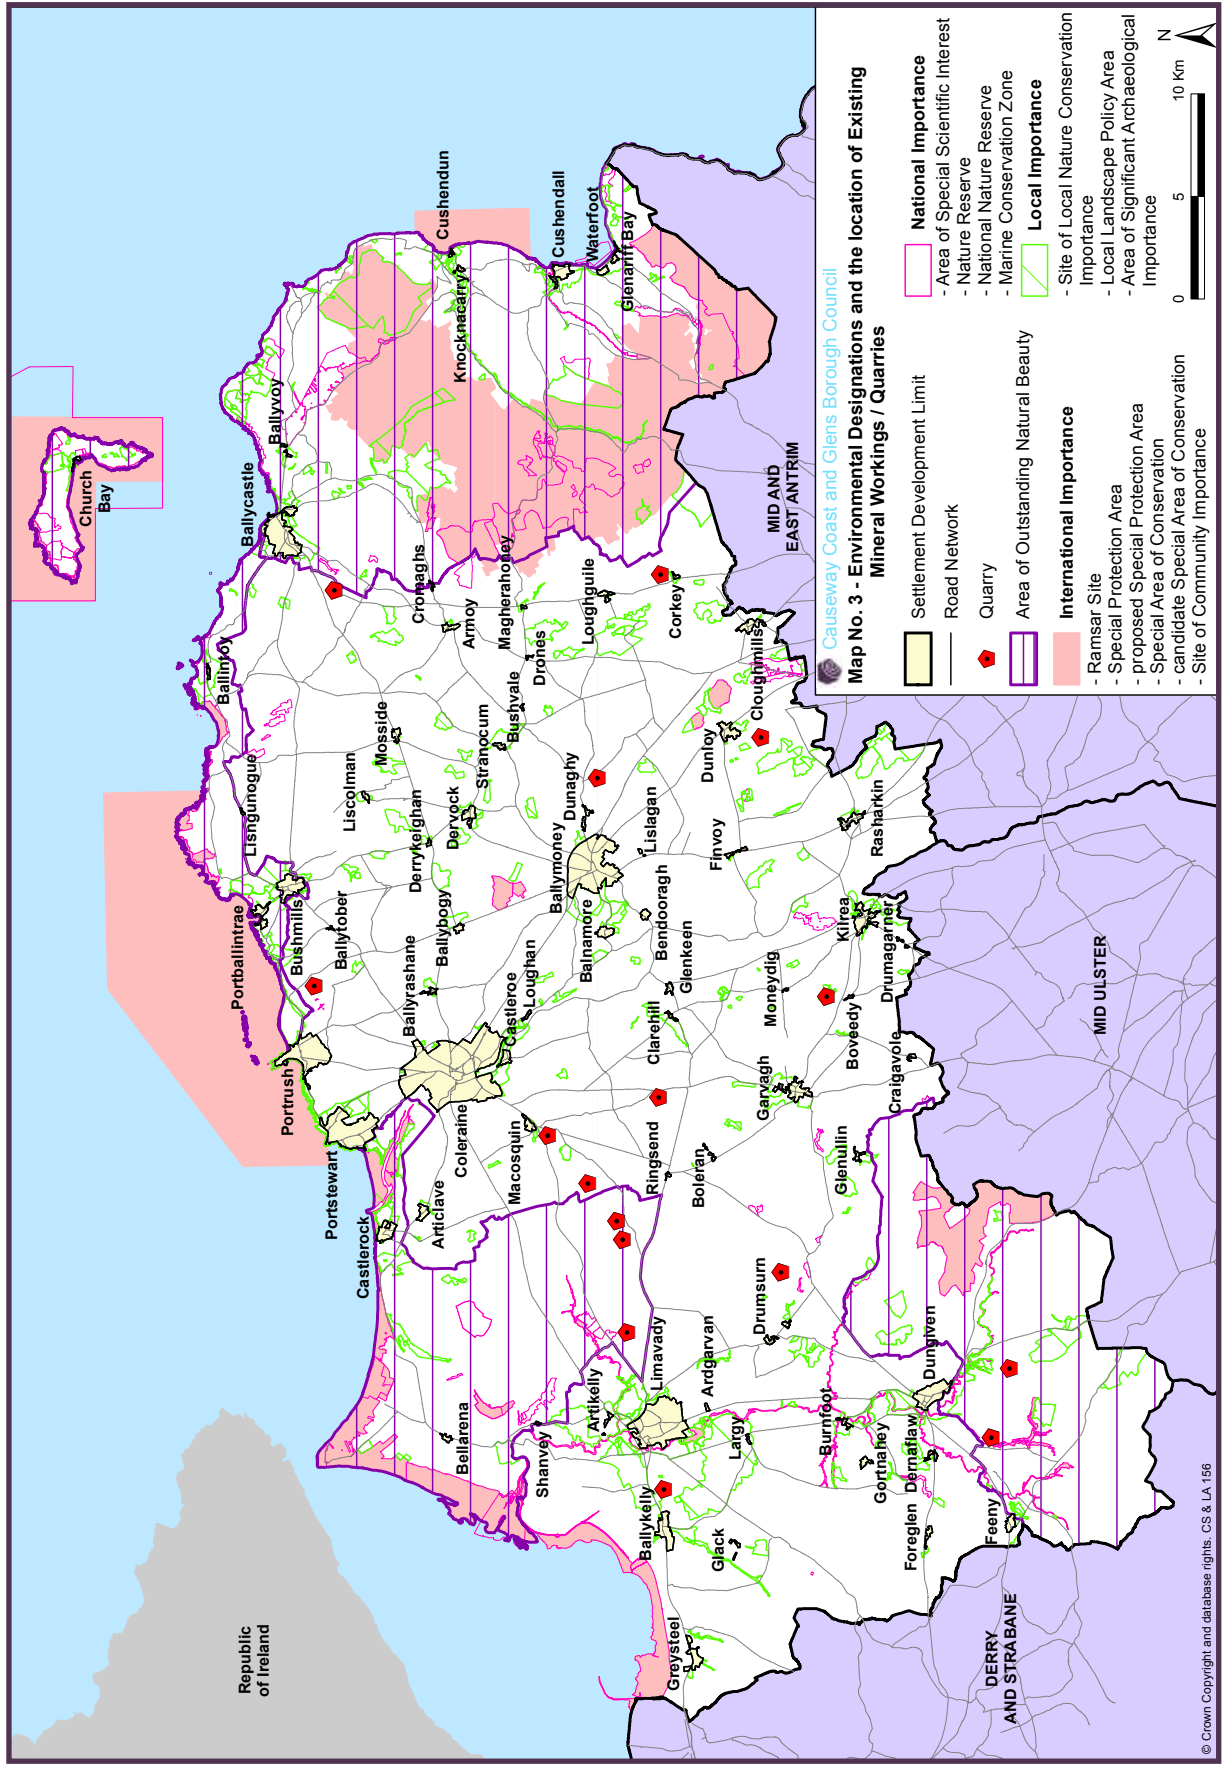 Causeway Coast and Glens Borough Council
Map No. 3 - Environmental Designations and the location of Existing
Mineral Workings / Quarries
Settlement Development Limit
Road Network
Quarry
Area of Outstanding Natural Beauty
International Importance
- Ramsar Site
- Special Protection Area
- proposed Special Protection Area
- Special Area of Conservation
- candidate Special Area of Conservation
- Site of Community Importance
National Importance
- Area of Special Scientific Interest
- Nature Reserve
- National Nature Reserve
- Marine Conservation Zone
Local Importance
- Site of Local Nature Conservation
Importance
- Local Landscape Policy Area
- Area of Significant Archaeological
Importance
0
5
10 Km
N
Republic
of Ireland
DERRY
AND STRABANE
MID ULSTER
MID AND
EAST ANTRIM
Church
Bay
Ballycastle
Ballyvoy
Cushendun
Knocknacarry
Cushendall
Waterfoot
Glenariff Bay
Ballintoy
Cromaghs
Armoy
Magherahoney
Drones
Loughguile
Corkey
Cloughmills
Lisnagunogue
Liscolman
Mosside
Derrykeighan
Dervock
Stranocum
Bushvale
Dunaghy
Lislagan
Dunloy
Finvoy
Rasharkin
Portballintrae
Bushmills
Ballytober
Ballyrashane
Ballybogy
Ballymoney
Balnamore
Bendooragh
Loughan
Castleroe
Glenkeen
Clarehill
Moneydig
Kilrea
Drumagarner
Boveedy
Craigavole
Garvagh
Portrush
Portstewart
Coleraine
Macosquin
Ringsend
Boleran
Glenullin
Castlerock
Articlave
Drumsurn
Limavady
Ardgarvan
Artikelly
Bellarena
Shanvey
Largy
Burnfoot
Dungiven
Gortnahey
Dernaflaw
Ballykelly
Glack
Foreglen
Feeny
Greysteel
© Crown Copyright and database rights. CS & LA 156